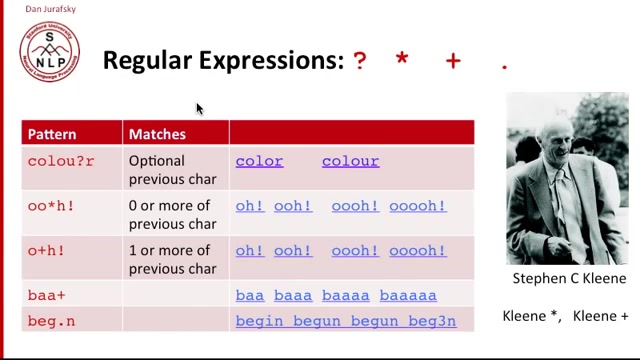 Dan Jurafsky
Stanford University
S
NLP
Natural Language Processing
Regular Expressions: ? * + .
Pattern Matches
colou?r Optional previous char color colour
oo*h! 0 or more of previous char oh! ooh! oooh! ooooh!
o+h! 1 or more of previous char oh! ooh! oooh! ooooh!
baa+ baa baaa baaaa baaaaa
beg.n begin begun begun beg3n
Stephen C Kleene
Kleene *, Kleene +